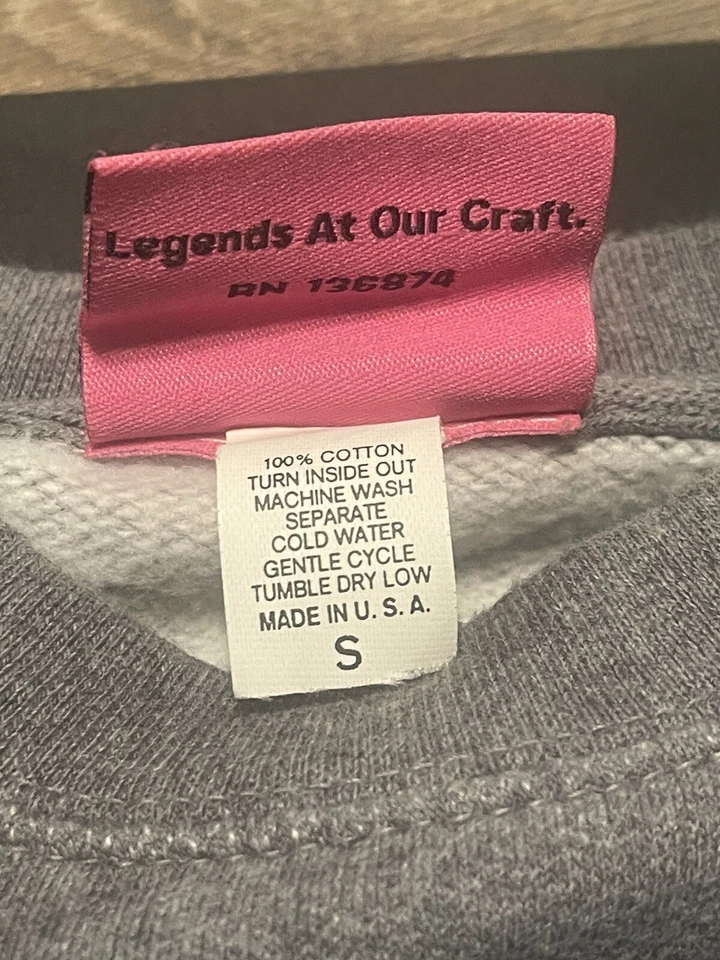 Legends At Our Craft.
RN 136874
100% COTTON
TURN INSIDE OUT
MACHINE WASH
SEPARATE
COLD WATER
GENTLE CYCLE
TUMBLE DRY LOW
MADE IN U. S. A.
S